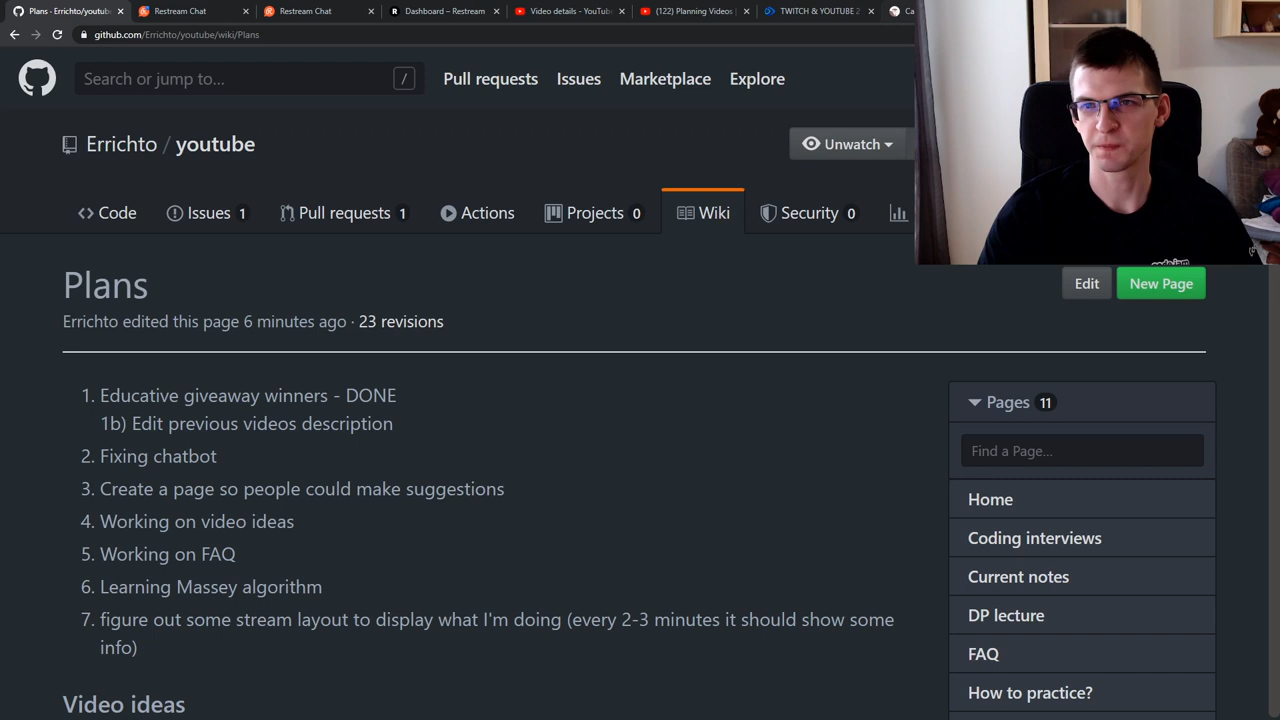 Plans - Errichto/youtub
Restream Chat
Restream Chat
Dashboard – Restream
Video details - YouTub
(122) Planning Videos |
TWITCH & YOUTUBE 2
Ca
github.com/Errichto/youtube/wiki/Plans
Search or jump to...
/
Pull requests
Issues
Marketplace
Explore
Errichto / youtube
Unwatch
Code
Issues 1
Pull requests 1
Actions
Projects 0
Wiki
Security 0
Plans
Edit
New Page
Errichto edited this page 6 minutes ago · 23 revisions
1. Educative giveaway winners - DONE
1b) Edit previous videos description
2. Fixing chatbot
3. Create a page so people could make suggestions
4. Working on video ideas
5. Working on FAQ
6. Learning Massey algorithm
7. figure out some stream layout to display what I'm doing (every 2-3 minutes it should show some
info)
Video ideas
Pages 11
Find a Page...
Home
Coding interviews
Current notes
DP lecture
FAQ
How to practice?